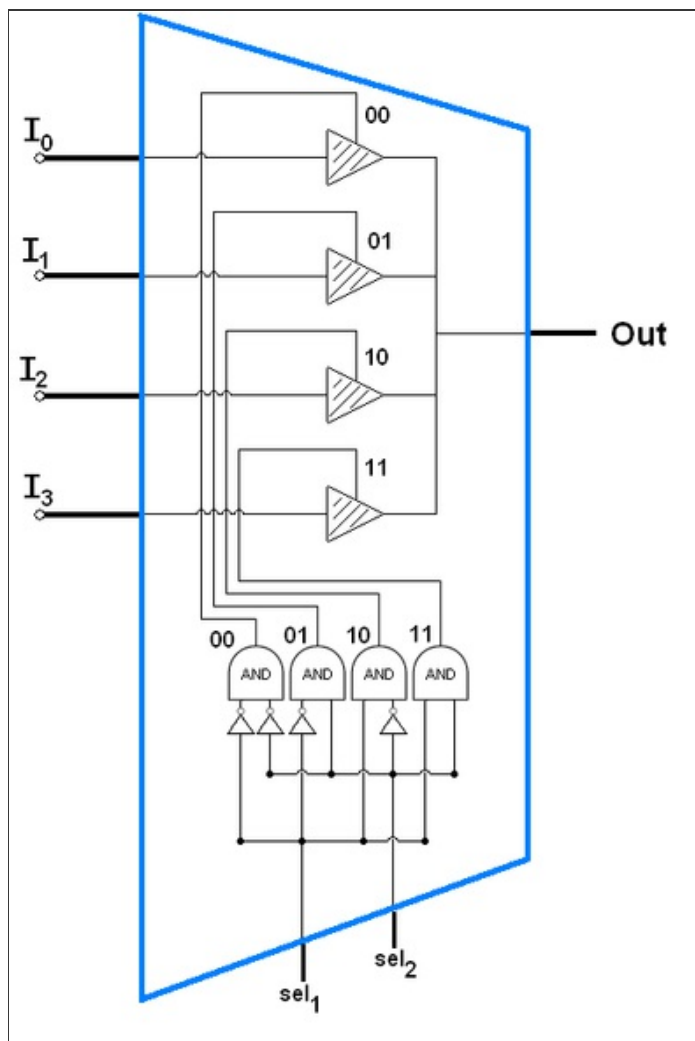 00
I0
01
I1
Out
10
I2
11
I3
00 01 10 11
AND AND AND AND
sel2
sel1